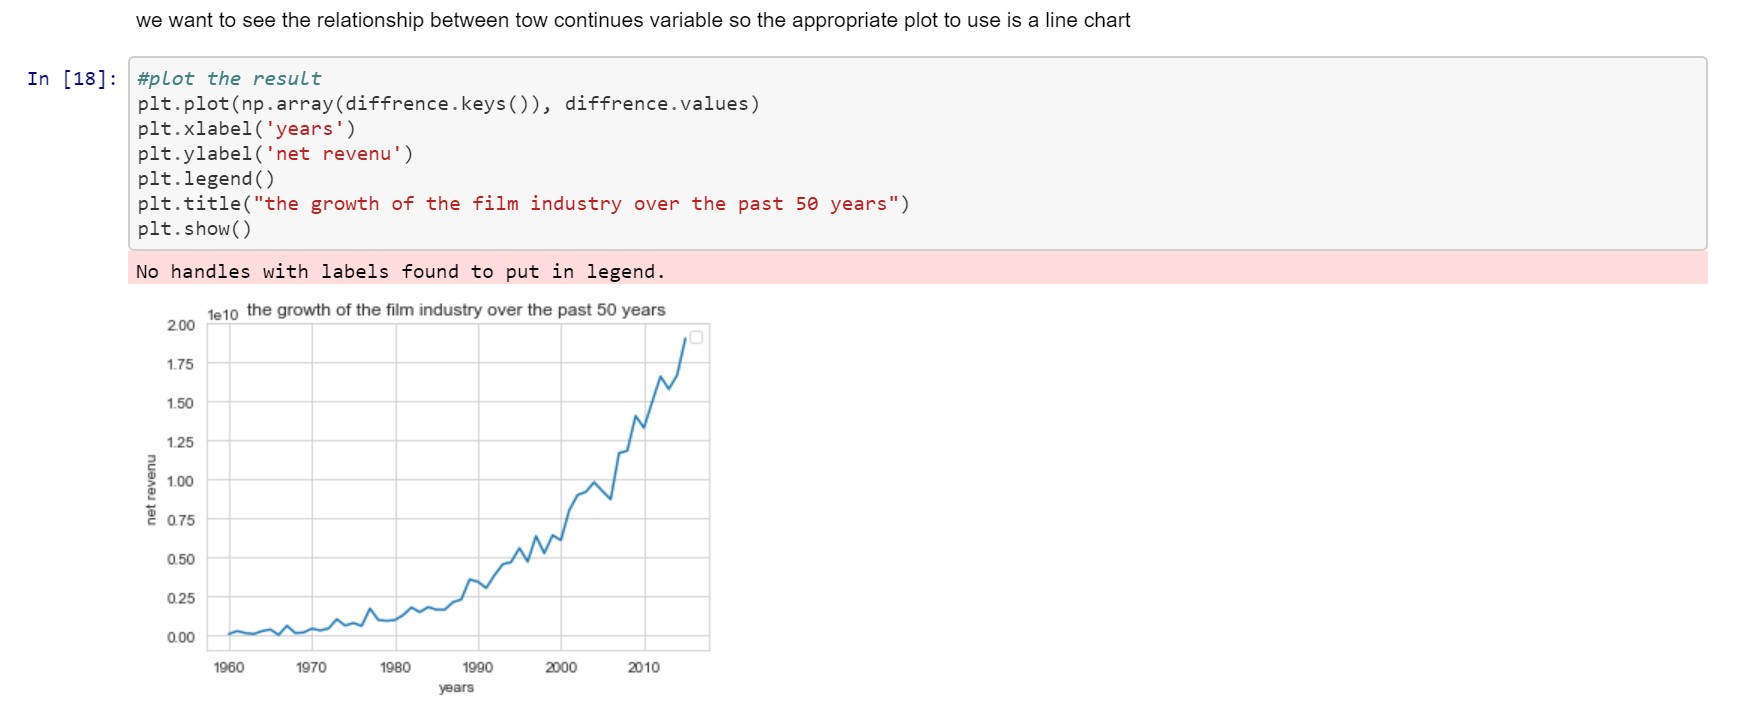 we want to see the relationship between tow continues variable so the appropriate plot to use is a line chart
In [18]:
#plot the result
plt.plot(np.array(diffrence.keys()), diffrence.values)
plt.xlabel('years')
plt.ylabel('net revenu')
plt.legend()
plt.title("the growth of the film industry over the past 50 years")
plt.show()
No handles with labels found to put in legend.
1e10 the growth of the film industry over the past 50 years
2.00
1.75
1.50
1.25
1.00
0.75
0.50
0.25
0.00
net revenu
1960 1970 1980 1990 2000 2010
years